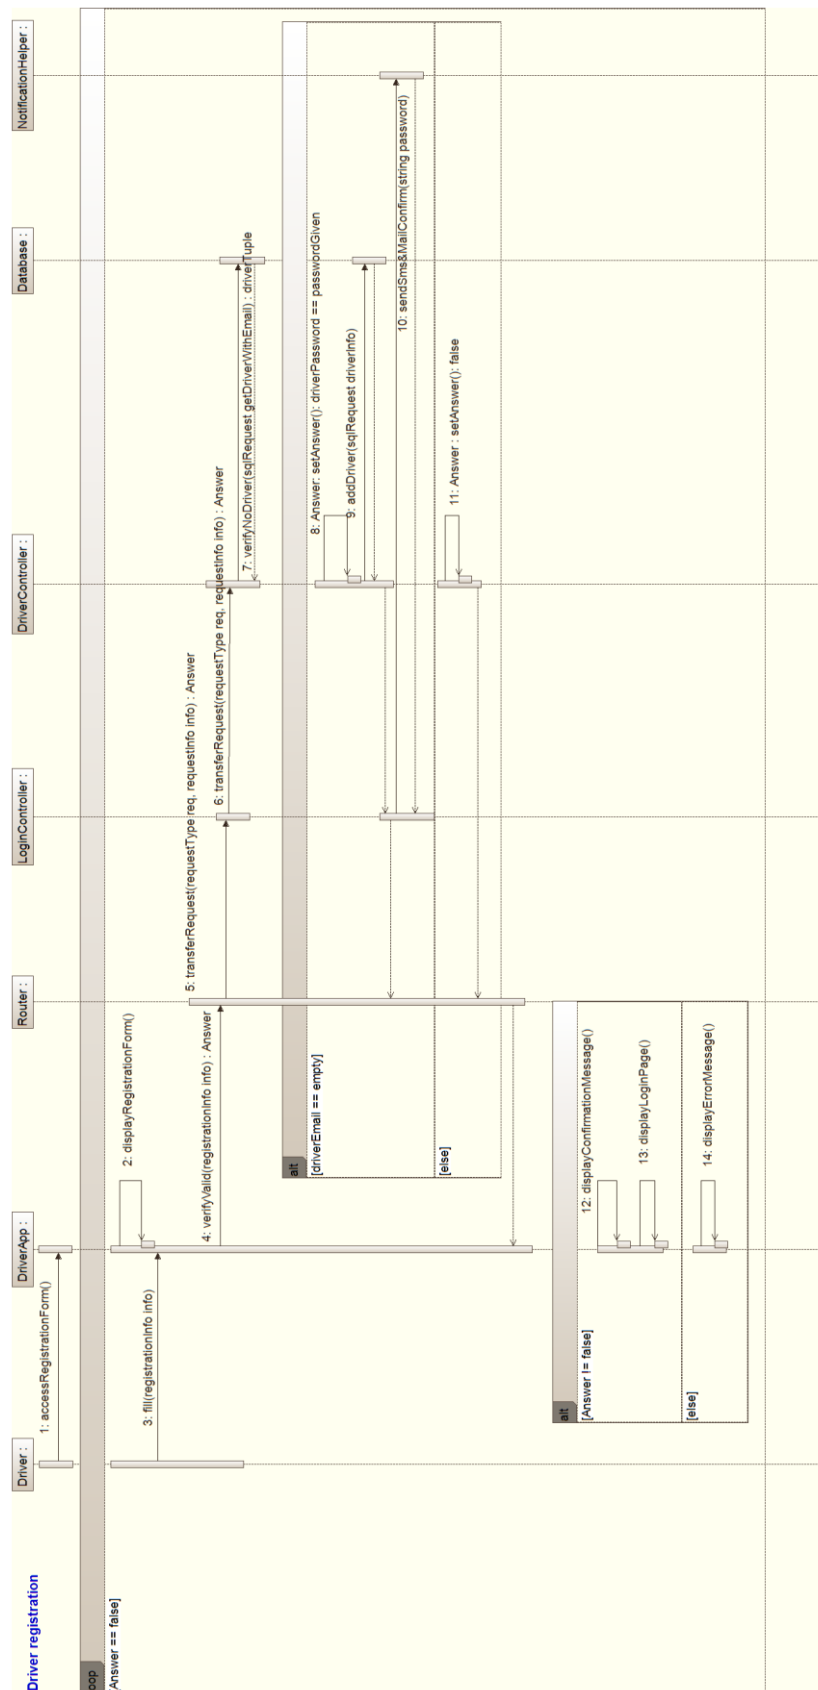 Driver registration
Driver :
DriverApp :
Router :
LoginController :
DriverController :
Database :
NotificationHelper :
1: accessRegistrationForm()
oop
[Answer == false]
2: displayRegistrationForm()
3: fill(registrationInfo info)
4: verifyValid(registrationInfo info) : Answer
5: transferRequest(requestType req, requestInfo info) : Answer
6: transferRequest(requestType req, requestInfo info) : Answer
7: verifyNoDriver(sqlRequest getDriverWithEmail) : driverTuple
alt
[driverEmail == empty]
8: Answer: setAnswer(): driverPassword == passwordGiven
9: addDriver(sqlRequest driverInfo)
10: sendSms&MailConfirm(string password)
[else]
11: Answer : setAnswer(): false
alt
[Answer != false]
12: displayConfirmationMessage()
13: displayLoginPage()
[else]
14: displayErrorMessage()